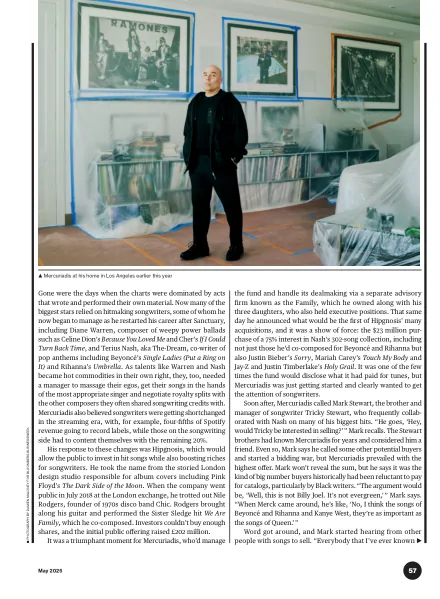 RAMONES
▲ Mercuriadis at his home in Los Angeles earlier this year
Gone were the days when the charts were dominated by acts
that wrote and performed their own material. Now many of the
biggest stars relied on hitmaking songwriters, some of whom he
now began to manage as he restarted his career after Sanctuary,
including Diane Warren, composer of weepy power ballads
such as Celine Dion's Because You Loved Me and Cher's If I Could
Turn Back Time, and Terius Nash, aka The-Dream, co-writer of
pop anthems including Beyoncé's Single Ladies (Put a Ring on
It) and Rihanna's Umbrella. As talents like Warren and Nash
became hot commodities in their own right, they, too, needed
a manager to massage their egos, get their songs in the hands
of the most appropriate singer and negotiate royalty splits with
the other composers they often shared songwriting credits with.
Mercuriadis also believed songwriters were getting shortchanged
in the streaming era, with, for example, four-fifths of Spotify
revenue going to record labels, while those on the songwriting
side had to content themselves with the remaining 20%.
His response to these changes was Hipgnosis, which would
allow the public to invest in hit songs while also boosting riches
for songwriters. He took the name from the storied London
design studio responsible for album covers including Pink
Floyd's The Dark Side of the Moon. When the company went
public in July 2018 at the London exchange, he trotted out Nile
Rodgers, founder of 1970s disco band Chic. Rodgers brought
along his guitar and performed the Sister Sledge hit We Are
Family, which he co-composed. Investors couldn't buy enough
shares, and the initial public offering raised £202 million.
It was a triumphant moment for Mercuriadis, who'd manage
the fund and handle its dealmaking via a separate advisory
firm known as the Family, which he owned along with his
three daughters, who also held executive positions. That same
day he announced what would be the first of Hipgnosis' many
acquisitions, and it was a show of force: the $23 million pur-
chase of a 75% interest in Nash's 302-song collection, including
not just those he'd co-composed for Beyoncé and Rihanna but
also Justin Bieber's Sorry, Mariah Carey's Touch My Body and
Jay-Z and Justin Timberlake's Holy Grail. It was one of the few
times the fund would disclose what it had paid for tunes, but
Mercuriadis was just getting started and clearly wanted to get
the attention of songwriters.
Soon after, Mercuriadis called Mark Stewart, the brother and
manager of songwriter Tricky Stewart, who frequently collab-
orated with Nash on many of his biggest hits. “He goes, ‘Hey,
would Tricky be interested in selling?’ ” Mark recalls. The Stewart
brothers had known Mercuriadis for years and considered him a
friend. Even so, Mark says he called some other potential buyers
and started a bidding war, but Mercuriadis prevailed with the
highest offer. Mark won't reveal the sum, but he says it was the
kind of big number buyers historically had been reluctant to pay
for catalogs, particularly by Black writers. “The argument would
be, ‘Well, this is not Billy Joel. It's not evergreen,’ ” Mark says.
“When Merck came around, he's like, ‘No, I think the songs of
Beyoncé and Rihanna and Kanye West, they're as important as
the songs of Queen.’ ”
Word got around, and Mark started hearing from other
people with songs to sell. “Everybody that I've ever known ▶
May 2025
57